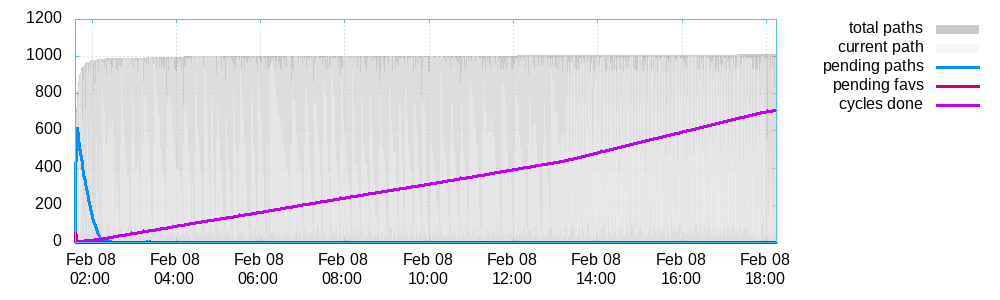 1200
1000
800
600
400
200
0
Feb 08 Feb 08 Feb 08 Feb 08 Feb 08 Feb 08 Feb 08 Feb 08 Feb 08
02:00 04:00 06:00 08:00 10:00 12:00 14:00 16:00 18:00
total paths
current path
pending paths
pending favs
cycles done